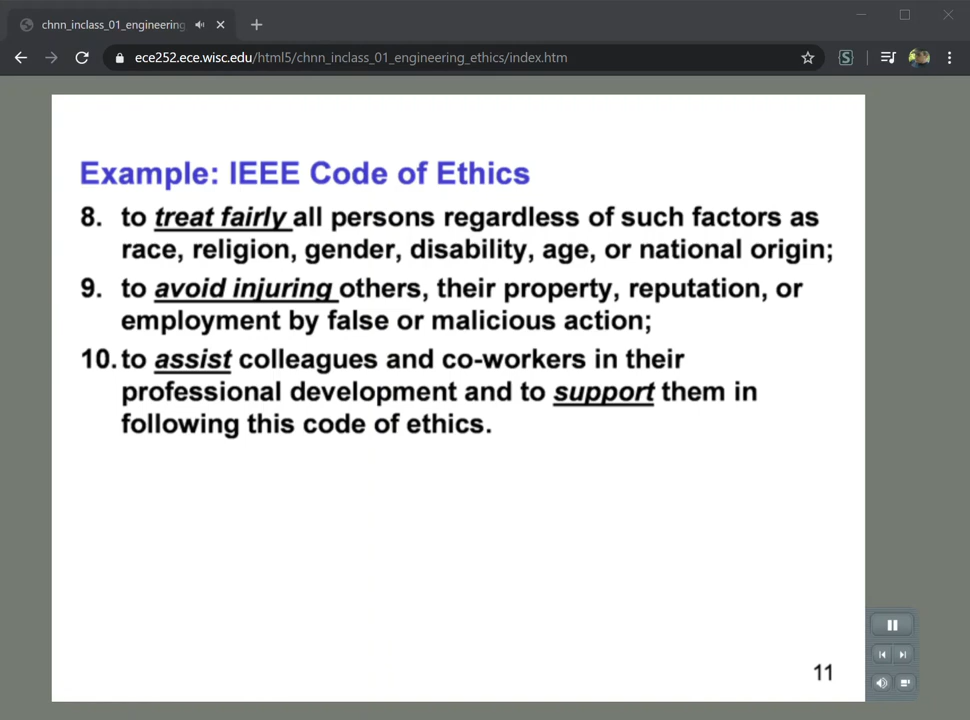 chnn_inclass_01_engineering
ece252.ece.wisc.edu/html5/chnn_inclass_01_engineering_ethics/index.htm
Example: IEEE Code of Ethics
8. to treat fairly all persons regardless of such factors as
race, religion, gender, disability, age, or national origin;
9. to avoid injuring others, their property, reputation, or
employment by false or malicious action;
10. to assist colleagues and co-workers in their
professional development and to support them in
following this code of ethics.
11